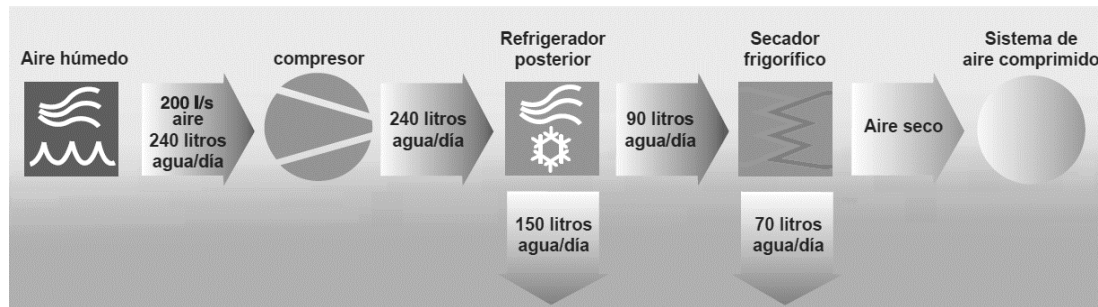 Aire húmedo
200 l/s
aire
240 litros
agua/día
compresor
240 litros
agua/día
Refrigerador
posterior
150 litros
agua/día
90 litros
agua/día
Secador
frigorífico
70 litros
agua/día
Aire seco
Sistema de
aire comprimido